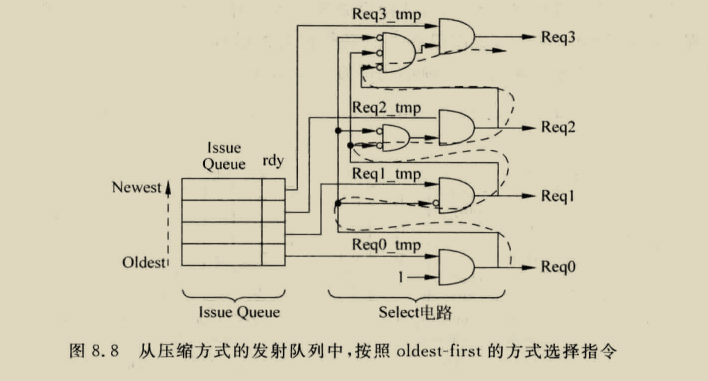 Req3_tmp
Req3
Req2_tmp
Req2
Issue
Queue
rdy
Newest
Req1_tmp
Req1
Oldest
Req0_tmp
1
Req0
Issue Queue
Select电路
图 8.8 从压缩方式的发射队列中,按照 oldest-first 的方式选择指令